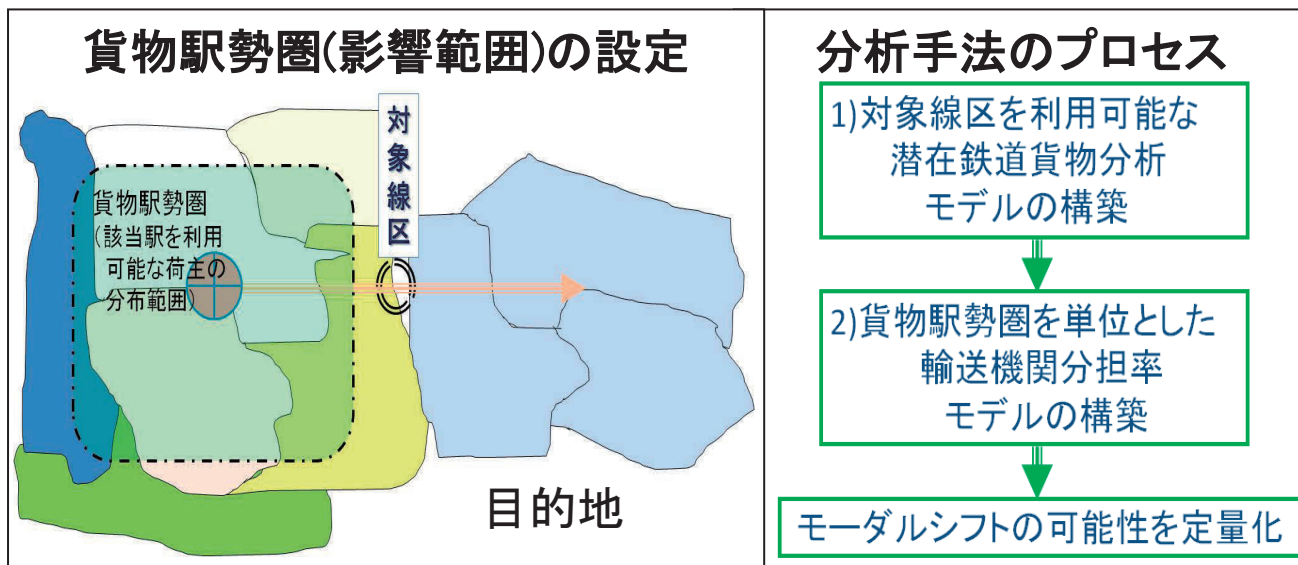 貨物駅勢圏(影響範囲)の設定
対象線区
貨物駅勢圏
(該当駅を利用
可能な荷主の
分布範囲)
目的地
分析手法のプロセス
1)対象線区を利用可能な
潜在鉄道貨物分析
モデルの構築
2)貨物駅勢圏を単位とした
輸送機関分担率
モデルの構築
モーダルシフトの可能性を定量化